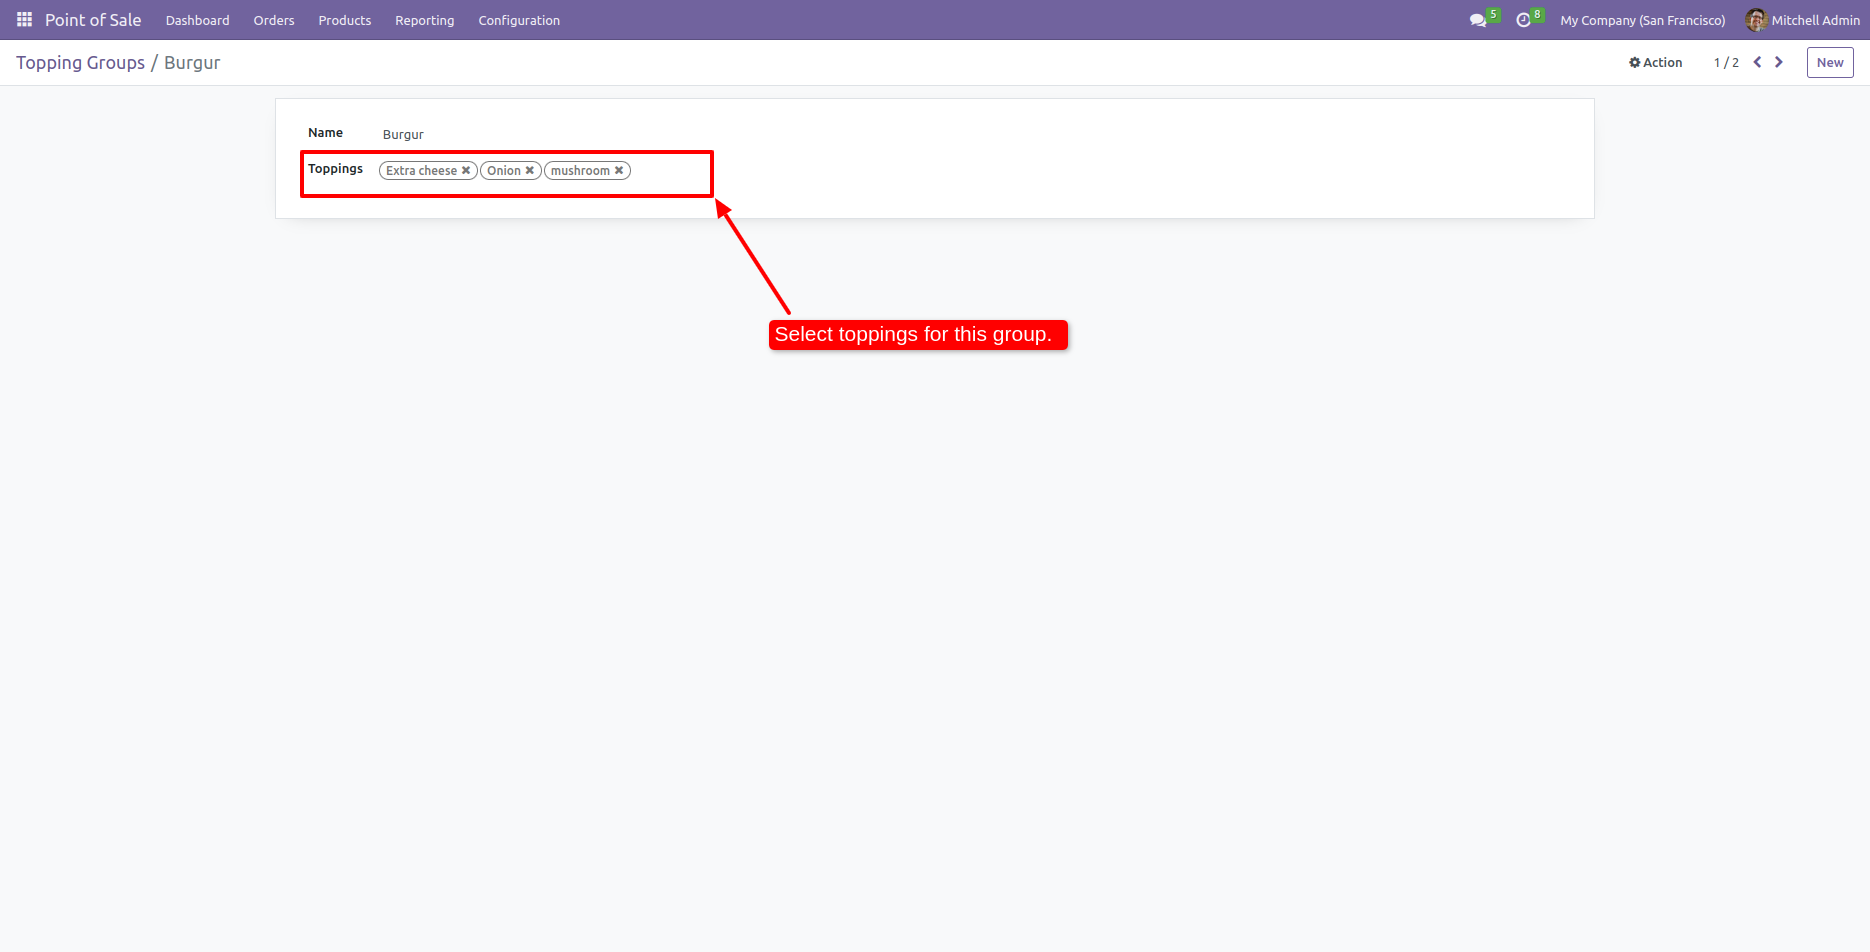 Point of Sale Dashboard Orders Products Reporting Configuration 5 8 My Company (San Francisco) Mitchell Admin
Topping Groups / Burgur Action 1 / 2 New
Name Burgur
Toppings Extra cheese Onion mushroom
Select toppings for this group.